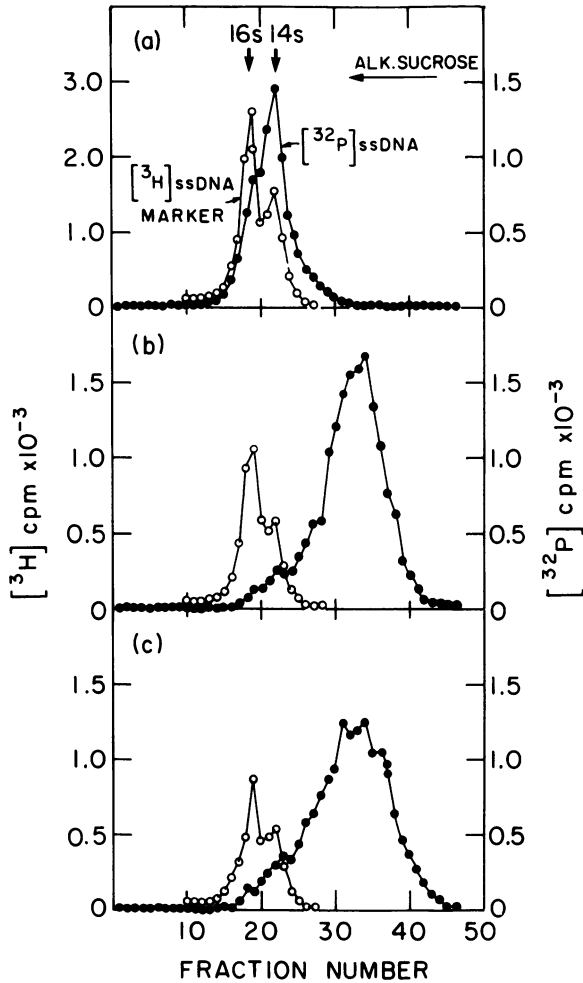 16s 14s
(a)
ALK. SUCROSE
3.0
2.0
1.0
0
1.5
1.0
0.5
0
[³H] ssDNA
MARKER
[³²P] ssDNA
(b)
1.5
1.0
0.5
0
1.5
1.0
0.5
0
[³H] cpm x10⁻³
[³²P] cpm x10⁻³
(c)
1.5
1.0
0.5
0
1.5
1.0
0.5
0
10 20 30 40 50
FRACTION NUMBER